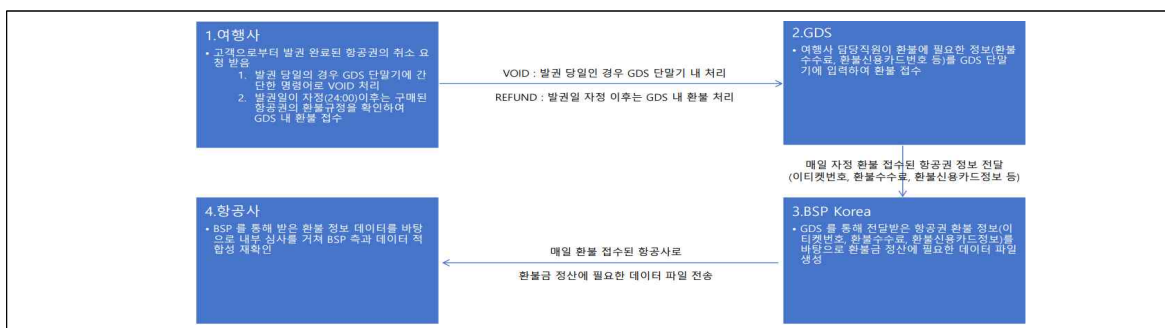 1.여행사
• 고객으로부터 발권 완료된 항공권의 취소 요
청 받음
1. 발권 당일의 경우 GDS 단말기에 간
단한 명령어로 VOID 처리
2. 발권일이 자정(24:00)이후는 구매된
항공권의 환불규정을 확인하여
GDS 내 환불 접수
VOID : 발권 당일인 경우 GDS 단말기 내 처리
REFUND : 발권일 자정 이후는 GDS 내 환불 처리
2.GDS
• 여행사 담당직원이 환불에 필요한 정보(환불
수수료, 환불신용카드번호 등)를 GDS 단말
기에 입력하여 환불 접수
매일 자정 환불 접수된 항공권 정보 전달
(이티켓번호, 환불수수료, 환불신용카드정보 등)
3.BSP Korea
• GDS 를 통해 전달받은 항공권 환불 정보(이
티켓번호, 환불수수료, 환불신용카드정보)를
바탕으로 환불금 정산에 필요한 데이터 파일
생성
매일 환불 접수된 항공사로
환불금 정산에 필요한 데이터 파일 전송
4.항공사
• BSP 를 통해 받은 환불 정보 데이터를 바탕
으로 내부 심사를 거쳐 BSP 측과 데이터 적
합성 재확인